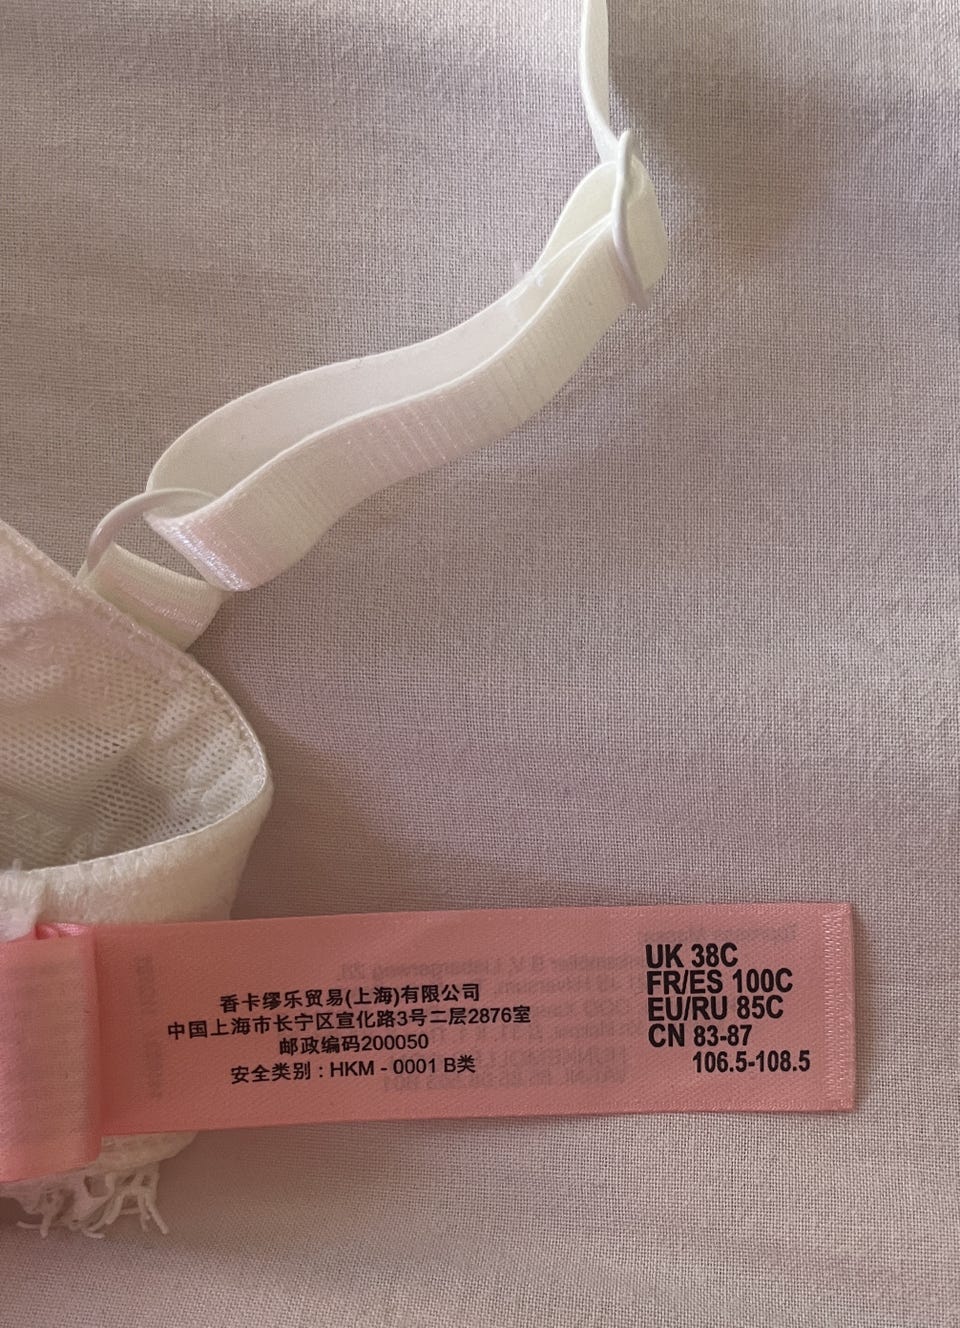 香卡缪乐贸易(上海)有限公司
中国上海市长宁区宣化路3号二层2876室
邮政编码200050
安全类别：HKM - 0001 B类
UK 38C
FR/ES 100C
EU/RU 85C
CN 83-87
106.5-108.5